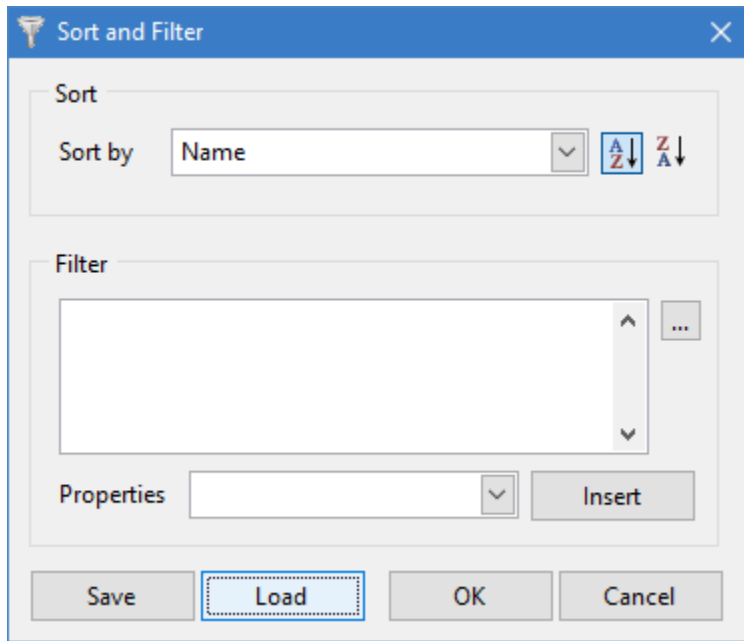 Sort and Filter
Sort
Sort by Name A Z Z A
Filter
...
Properties Insert
Save Load OK Cancel